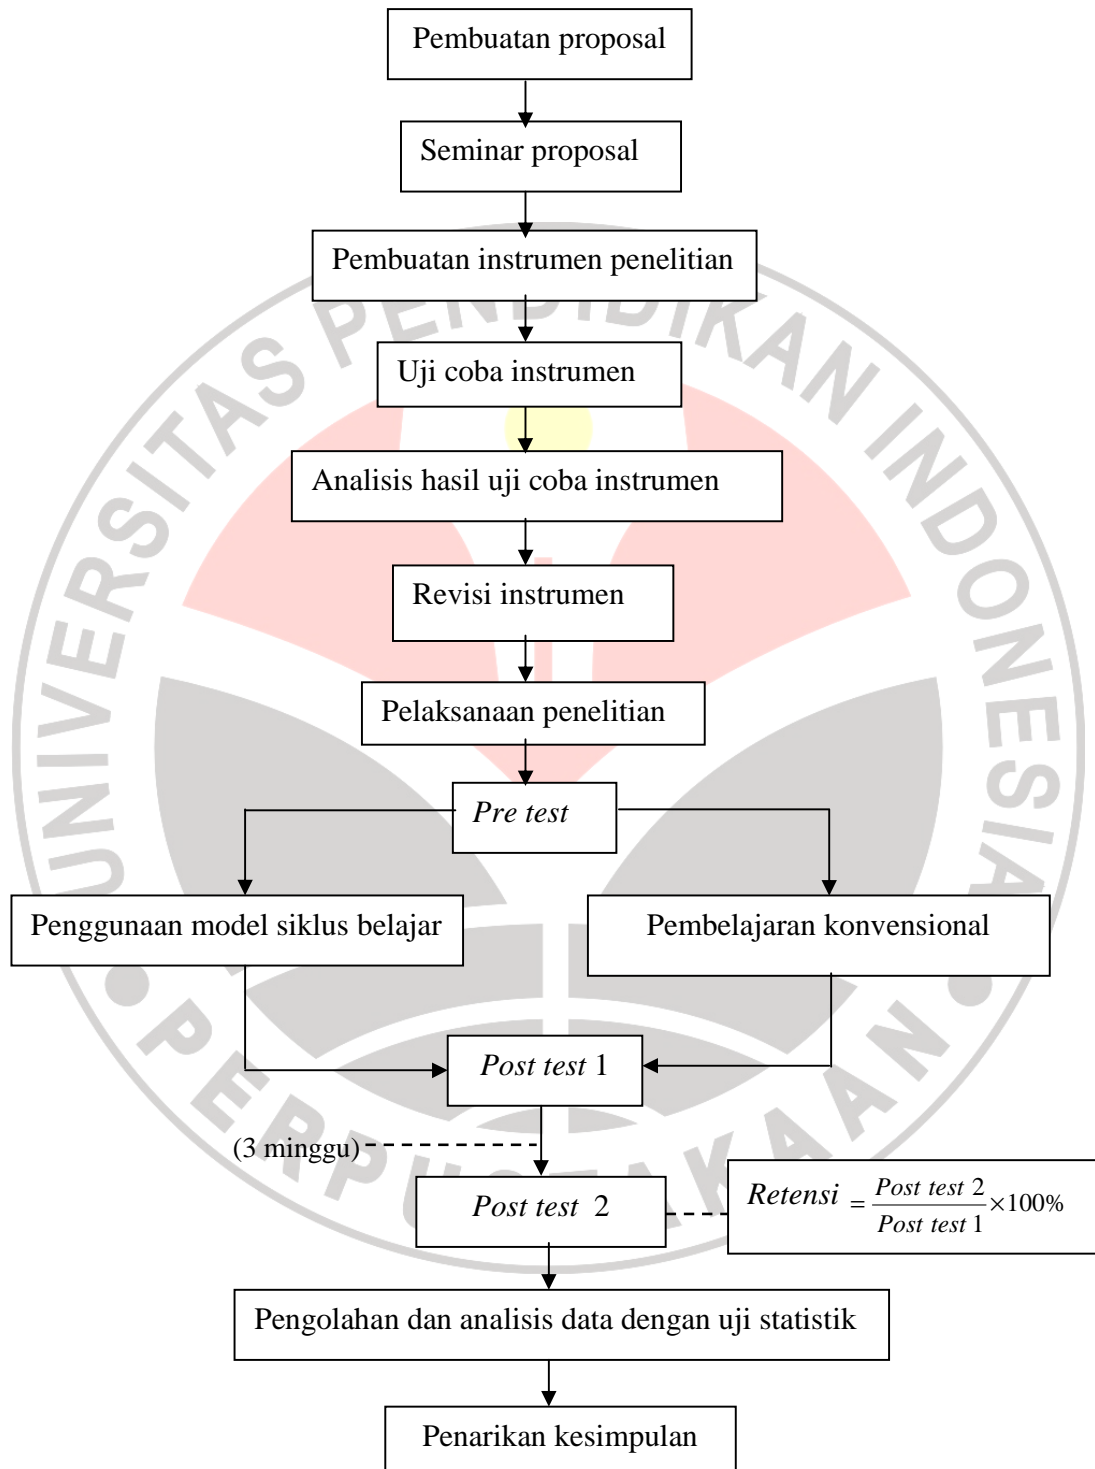 Pembuatan proposal
Seminar proposal
Pembuatan instrumen penelitian
Uji coba instrumen
Analisis hasil uji coba instrumen
Revisi instrumen
Pelaksanaan penelitian
Pre test
Penggunaan model siklus belajar
Pembelajaran konvensional
Post test 1
(3 minggu)
Post test 2
Retensi = Post test 2 / Post test 1 ×100%
Pengolahan dan analisis data dengan uji statistik
Penarikan kesimpulan
UNIVERSITAS PENDIDIKAN INDONESIA
PERPUSTAKAAN